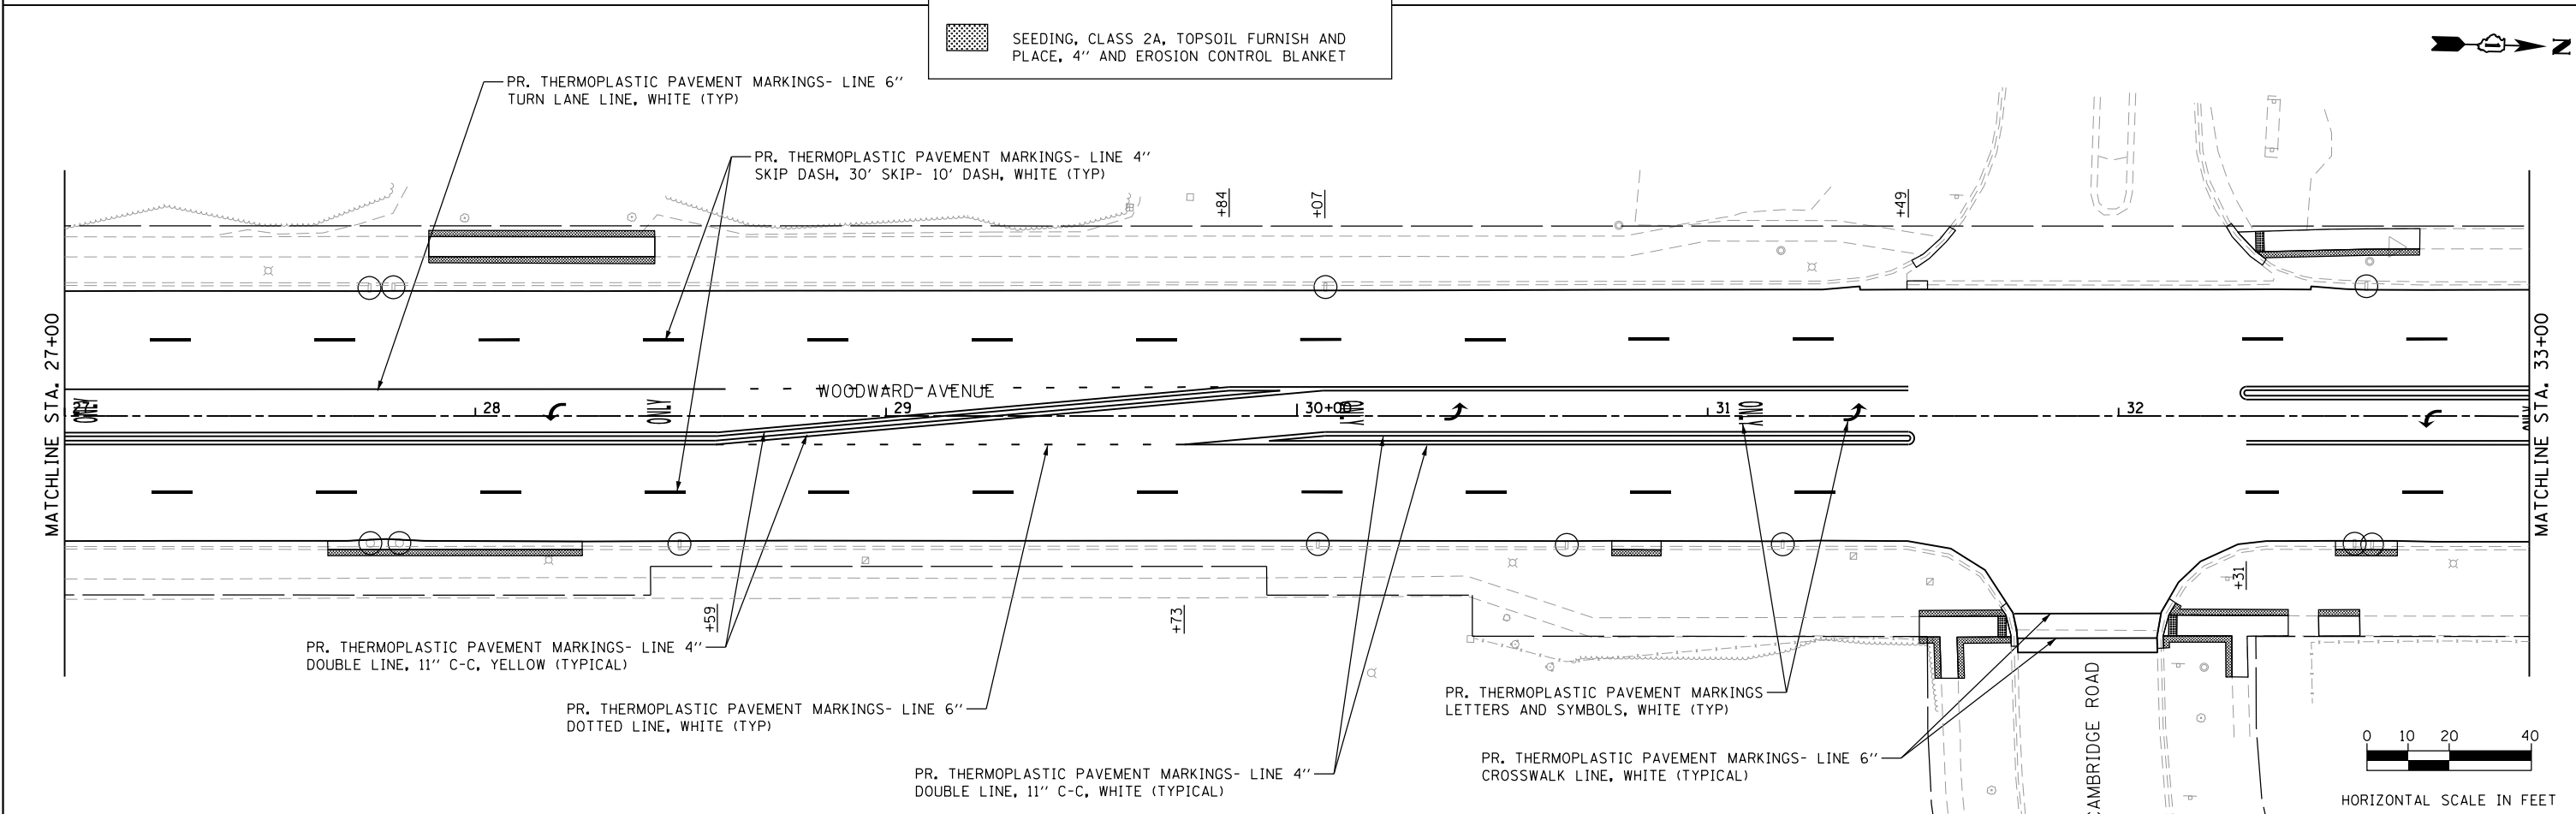 SEEDING, CLASS 2A, TOPSOIL FURNISH AND
PLACE, 4" AND EROSION CONTROL BLANKET
N
PR. THERMOPLASTIC PAVEMENT MARKINGS- LINE 6"
TURN LANE LINE, WHITE (TYP)
PR. THERMOPLASTIC PAVEMENT MARKINGS- LINE 4"
SKIP DASH, 30' SKIP- 10' DASH, WHITE (TYP)
+84
+07
+49
MATCHLINE STA. 27+00
WOODWARD AVENUE
27
ONLY
28
ONLY
29
30+00
ONLY
31
ONLY
32
MATCHLINE STA. 33+00
+59
+73
+31
PR. THERMOPLASTIC PAVEMENT MARKINGS- LINE 4"
DOUBLE LINE, 11" C-C, YELLOW (TYPICAL)
PR. THERMOPLASTIC PAVEMENT MARKINGS- LINE 6"
DOTTED LINE, WHITE (TYP)
PR. THERMOPLASTIC PAVEMENT MARKINGS- LINE 4"
DOUBLE LINE, 11" C-C, WHITE (TYPICAL)
PR. THERMOPLASTIC PAVEMENT MARKINGS
LETTERS AND SYMBOLS, WHITE (TYP)
PR. THERMOPLASTIC PAVEMENT MARKINGS- LINE 6"
CROSSWALK LINE, WHITE (TYPICAL)
CAMBRIDGE ROAD
0 10 20 40
HORIZONTAL SCALE IN FEET